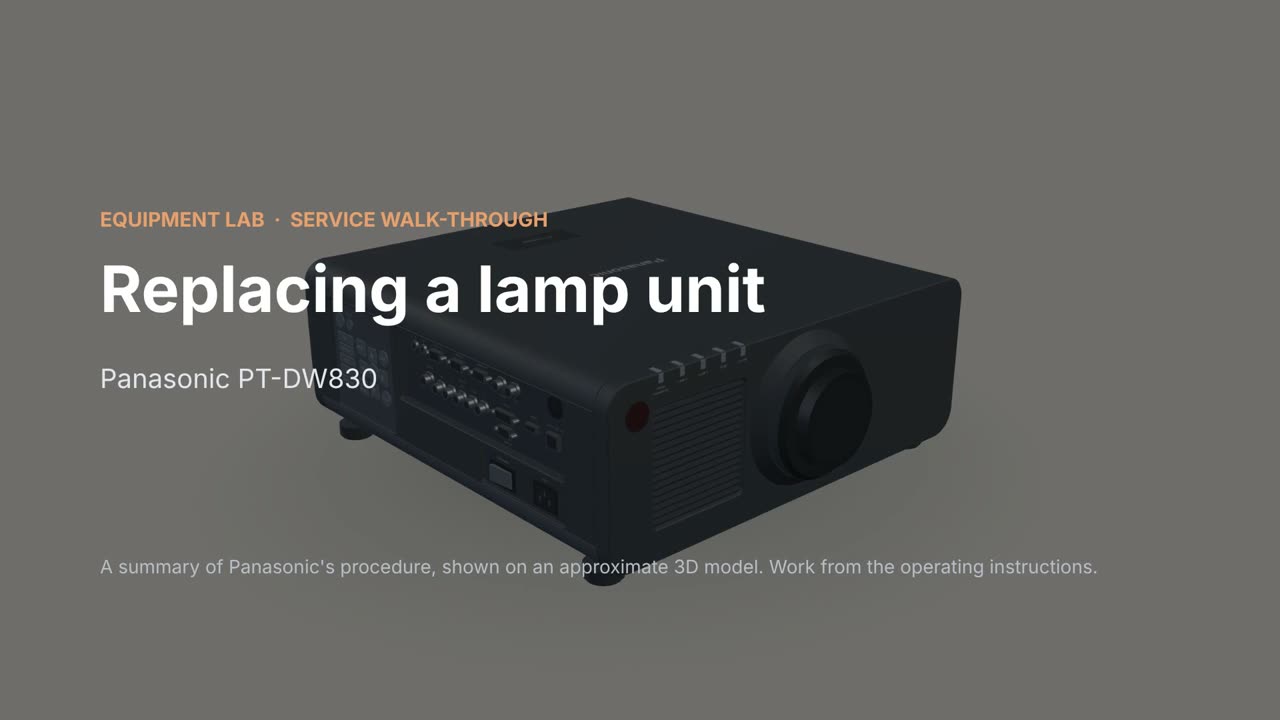 EQUIPMENT LAB · SERVICE WALK-THROUGH
Panasonic
Replacing a lamp unit
Panasonic PT-DW830
A summary of Panasonic's procedure, shown on an approximate 3D model. Work from the operating instructions.